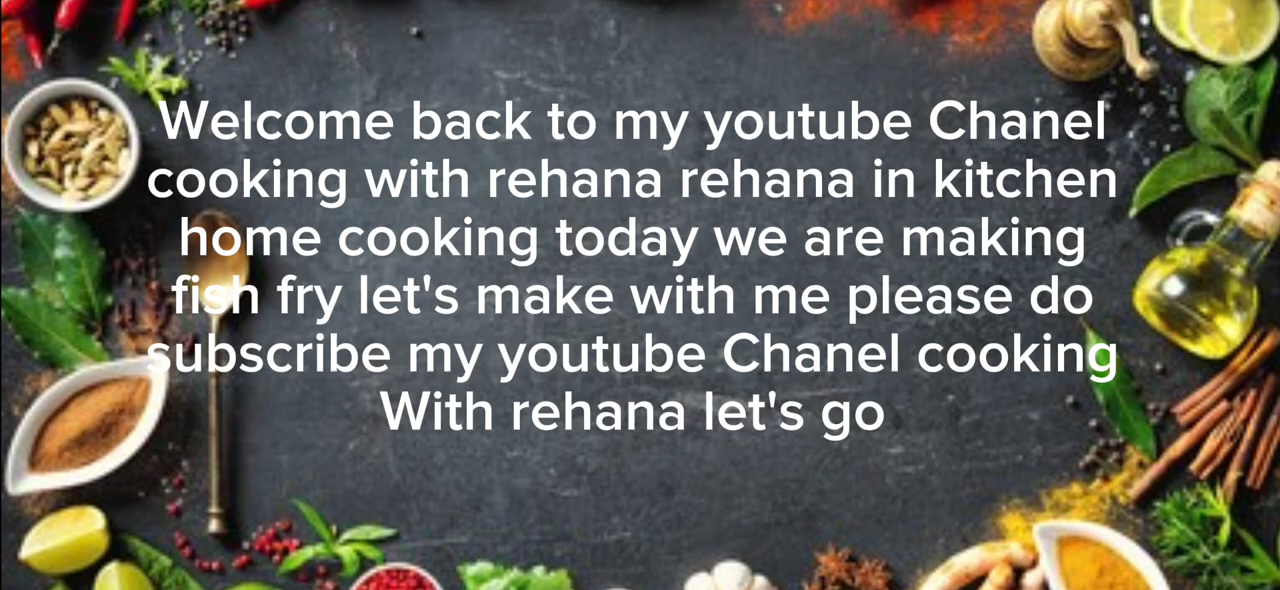 Welcome back to my youtube Chanel
cooking with rehana rehana in kitchen
home cooking today we are making
fish fry let's make with me please do
subscribe my youtube Chanel cooking
With rehana let's go